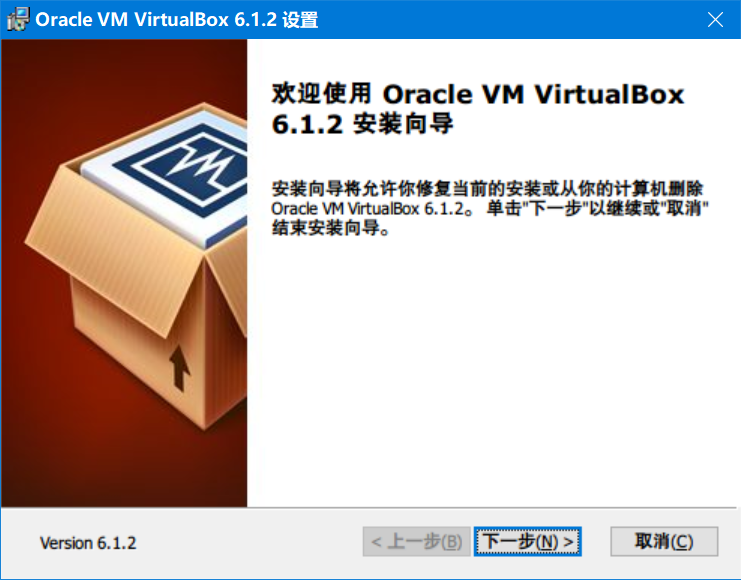 Oracle VM VirtualBox 6.1.2 设置
欢迎使用 Oracle VM VirtualBox
6.1.2 安装向导
安装向导将允许你修复当前的安装或从你的计算机删除
Oracle VM VirtualBox 6.1.2。 单击"下一步"以继续或"取消"
结束安装向导。
Version 6.1.2
< 上一步(B)
下一步(N) >
取消(C)